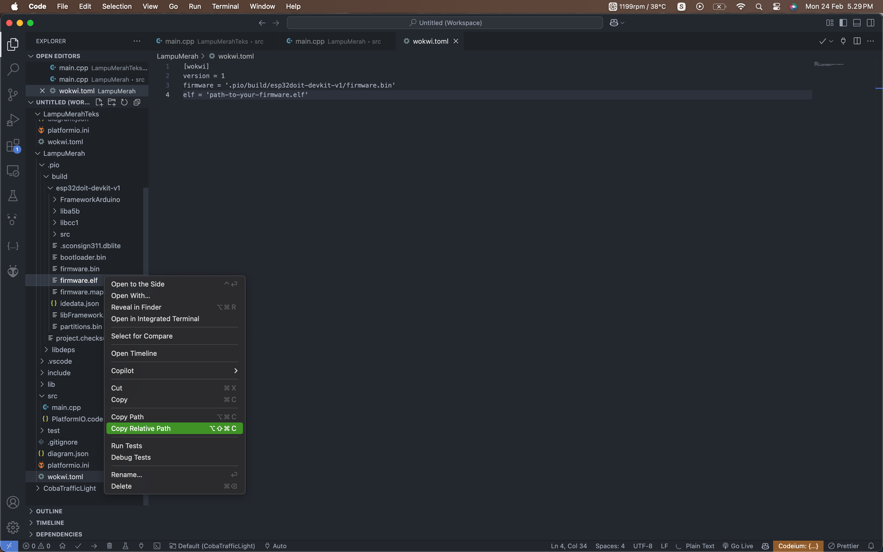 Code File Edit Selection View Go Run Terminal Window Help 1199rpm / 38°C S Mon 24 Feb 5.29 PM
Untitled (Workspace)
EXPLORER
main.cpp LampuMerahTeks • src
main.cpp LampuMerah • src
wokwi.toml
OPEN EDITORS
main.cpp LampuMerahTeks...
main.cpp LampuMerah • src
wokwi.toml LampuMerah
UNTITLED (WOR...
LampuMerahTeks
diagram.json
platformio.ini
wokwi.toml
LampuMerah
.pio
build
esp32doit-devkit-v1
FrameworkArduino
liba5b
libcc1
src
.sconsign311.dblite
bootloader.bin
firmware.bin
firmware.elf
firmware.map
idedata.json
libFramework
partitions.bin
project.checks
libdeps
.vscode
include
lib
src
main.cpp
PlatformIO.code
test
.gitignore
diagram.json
platformio.ini
wokwi.toml
CobaTrafficLight
OUTLINE
TIMELINE
DEPENDENCIES
LampuMerah > wokwi.toml
1 [wokwi]
2 version = 1
3 firmware = '.pio/build/esp32doit-devkit-v1/firmware.bin'
4 elf = 'path-to-your-firmware.elf'
Open to the Side
Open With...
Reveal in Finder ⌥⌘ R
Open in Integrated Terminal
Select for Compare
Open Timeline
Copilot
Cut ⌘ X
Copy ⌘ C
Copy Path ⌥⌘ C
Copy Relative Path ⌥⇧⌘ C
Run Tests
Debug Tests
Rename...
Delete
0 0 Default (CobaTrafficLight) Auto Ln 4, Col 34 Spaces: 4 UTF-8 LF Plain Text Go Live Codeium: {...} Prettier